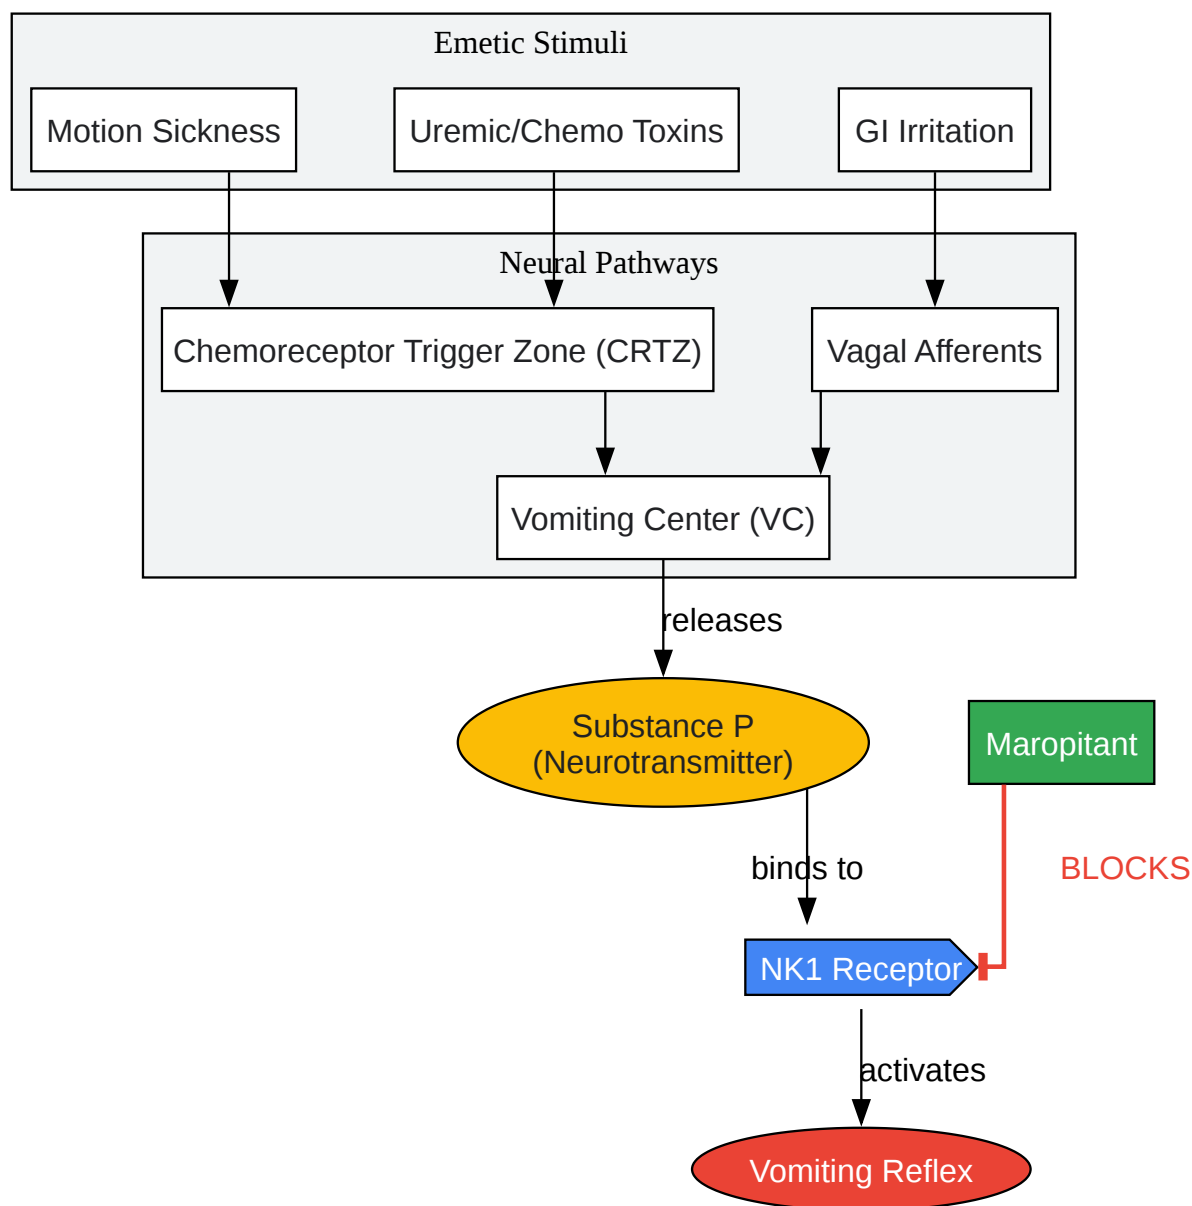 Emetic Stimuli
Motion Sickness
Uremic/Chemo Toxins
GI Irritation
Neural Pathways
Chemoreceptor Trigger Zone (CRTZ)
Vagal Afferents
Vomiting Center (VC)
releases
Substance P
(Neurotransmitter)
Maropitant
binds to
BLOCKS
NK1 Receptor
activates
Vomiting Reflex